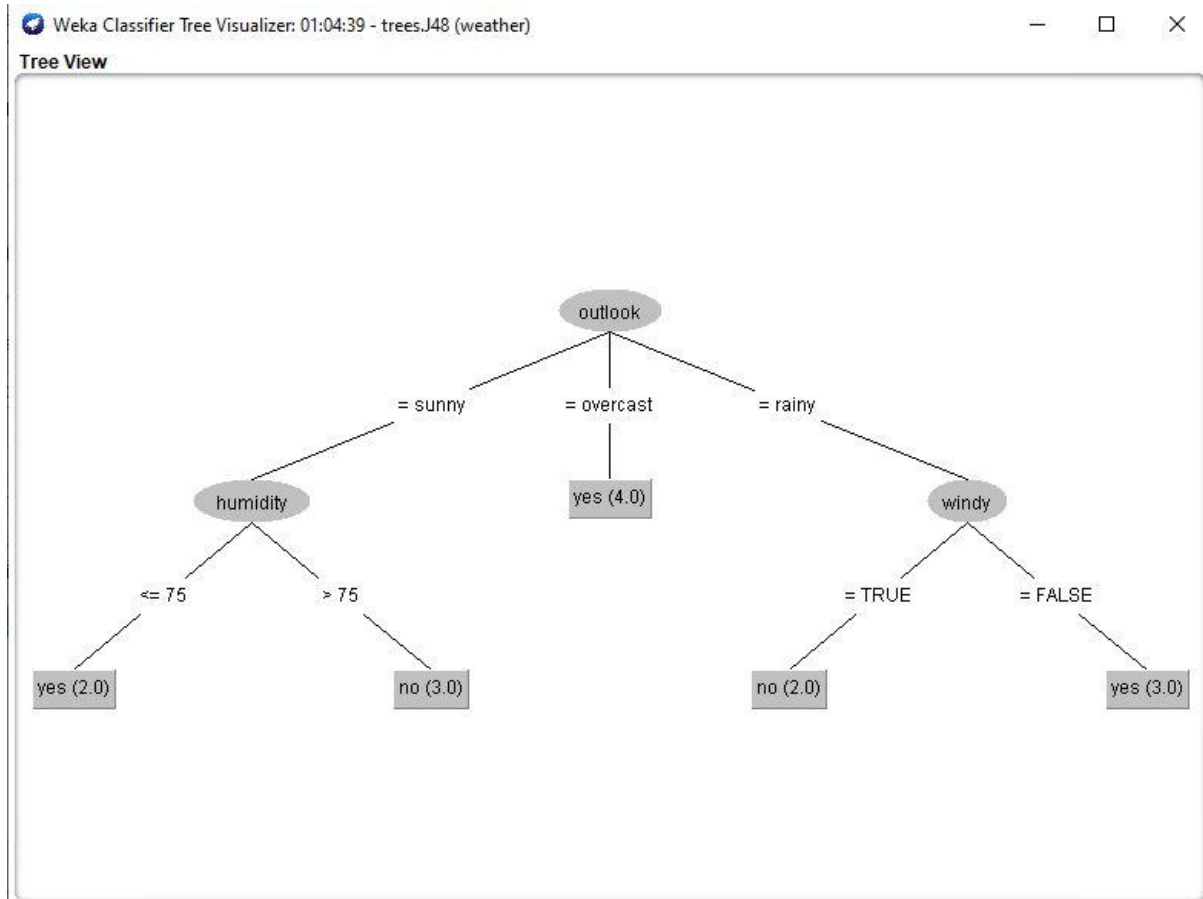 Weka Classifier Tree Visualizer: 01:04:39 - trees.J48 (weather)
Tree View
outlook
= sunny
= overcast
= rainy
humidity
yes (4.0)
windy
<= 75
> 75
= TRUE
= FALSE
yes (2.0)
no (3.0)
no (2.0)
yes (3.0)